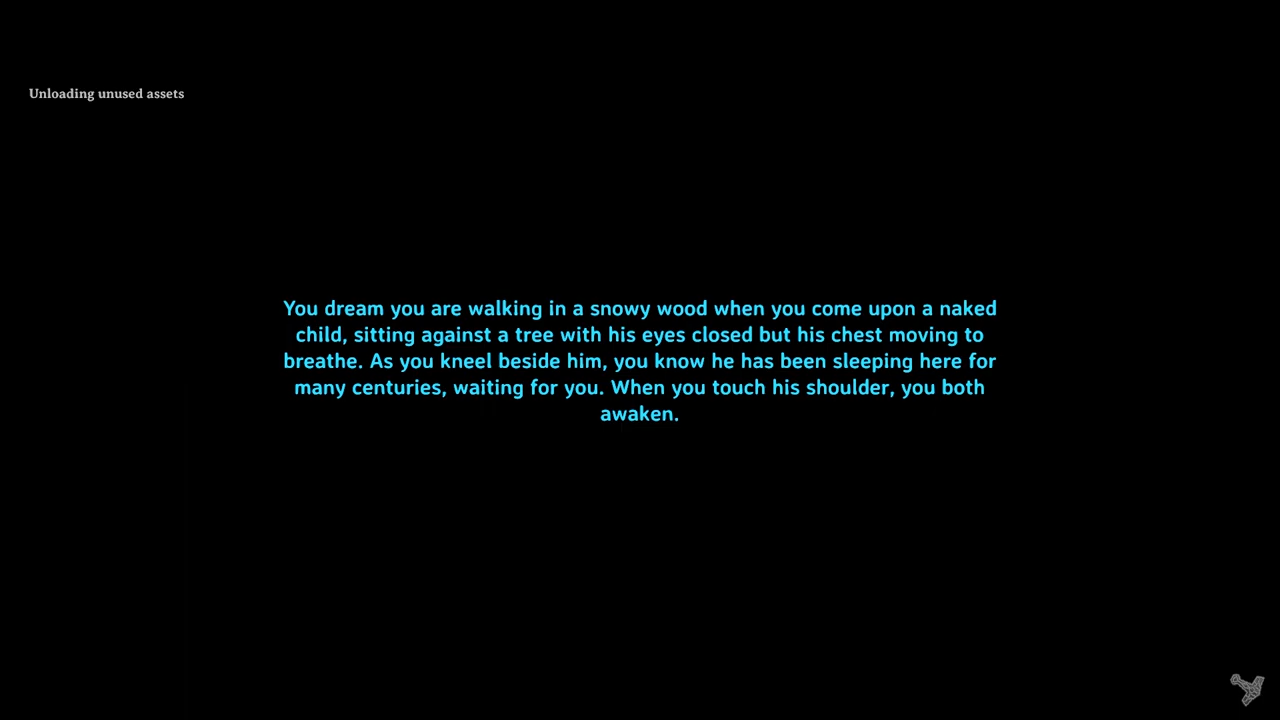 Unloading unused assets
You dream you are walking in a snowy wood when you come upon a naked
child, sitting against a tree with his eyes closed but his chest moving to
breathe. As you kneel beside him, you know he has been sleeping here for
many centuries, waiting for you. When you touch his shoulder, you both
awaken.